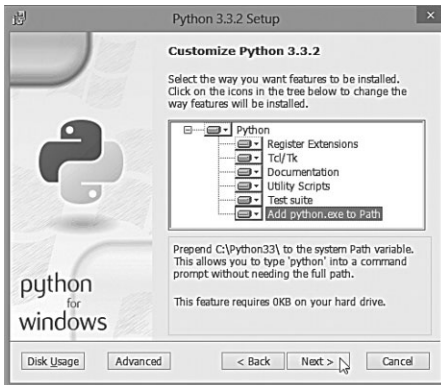 Python 3.3.2 Setup
×
Customize Python 3.3.2
Select the way you want features to be installed.
Click on the icons in the tree below to change the
way features will be installed.
Python
Register Extensions
Tcl/Tk
Documentation
Utility Scripts
Test suite
Add python.exe to Path
Prepend C:\Python33\ to the system Path variable.
This allows you to type 'python' into a command
prompt without needing the full path.
This feature requires 0KB on your hard drive.
python
for
windows
Disk Usage
Advanced
< Back
Next >
Cancel